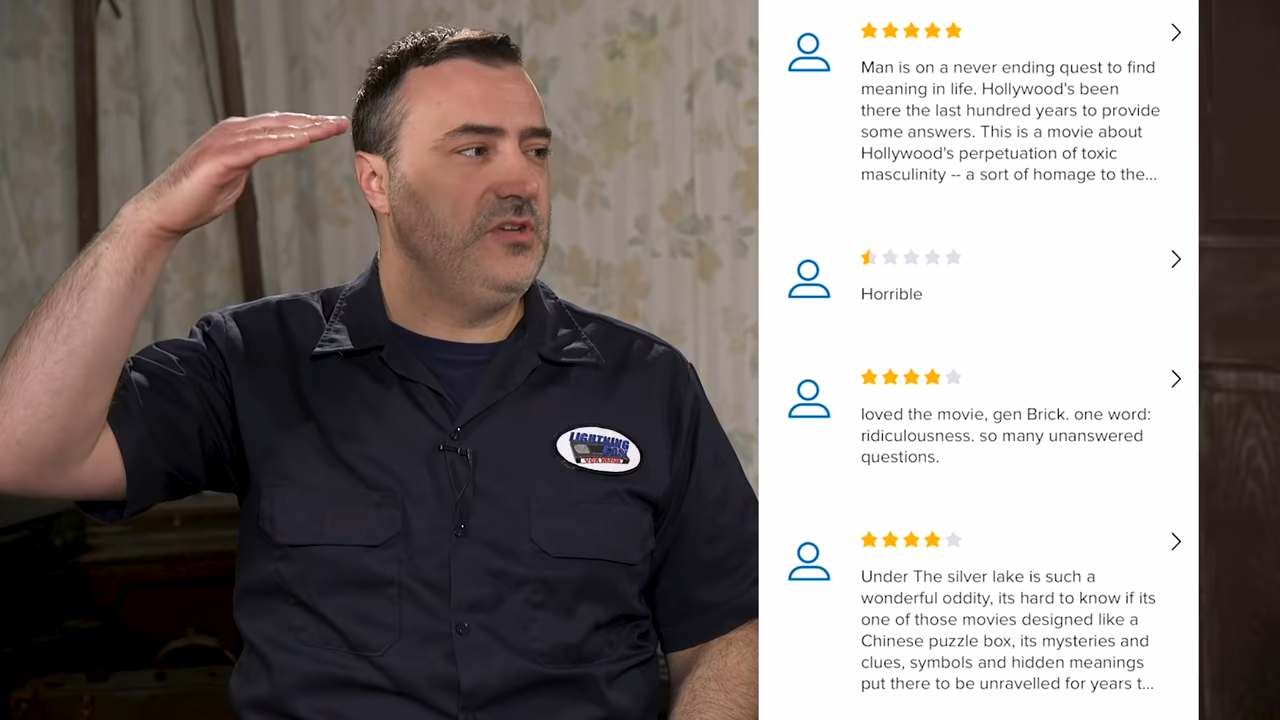 Man is on a never ending quest to find
meaning in life. Hollywood's been
there the last hundred years to provide
some answers. This is a movie about
Hollywood's perpetuation of toxic
masculinity -- a sort of homage to the...
Horrible
loved the movie, gen Brick. one word:
ridiculousness. so many unanswered
questions.
Under The silver lake is such a
wonderful oddity, its hard to know if its
one of those movies designed like a
Chinese puzzle box, its mysteries and
clues, symbols and hidden meanings
put there to be unravelled for years t...
LIGHTNING
FAST
VCR REPAIR